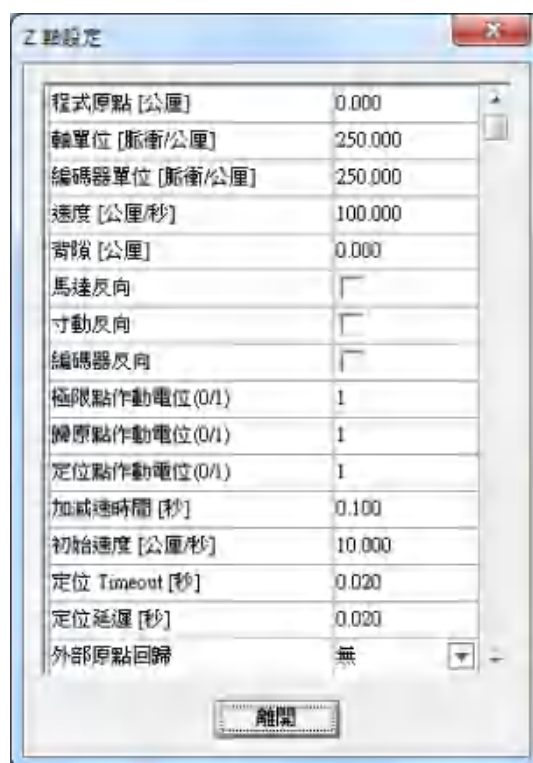 Z 軸設定
程式原點 [公厘] 0.000
軸單位 [脈衝/公厘] 250.000
編碼器單位 [脈衝/公厘] 250.000
速度 [公厘/秒] 100.000
背隙 [公厘] 0.000
馬達反向
寸動反向
編碼器反向
極限點作動電位(0/1) 1
歸原點作動電位(0/1) 1
定位點作動電位(0/1) 1
加減速時間 [秒] 0.100
初始速度 [公厘/秒] 10.000
定位 Timeout [秒] 0.020
定位延遲 [秒] 0.020
外部原點回歸 無
離開